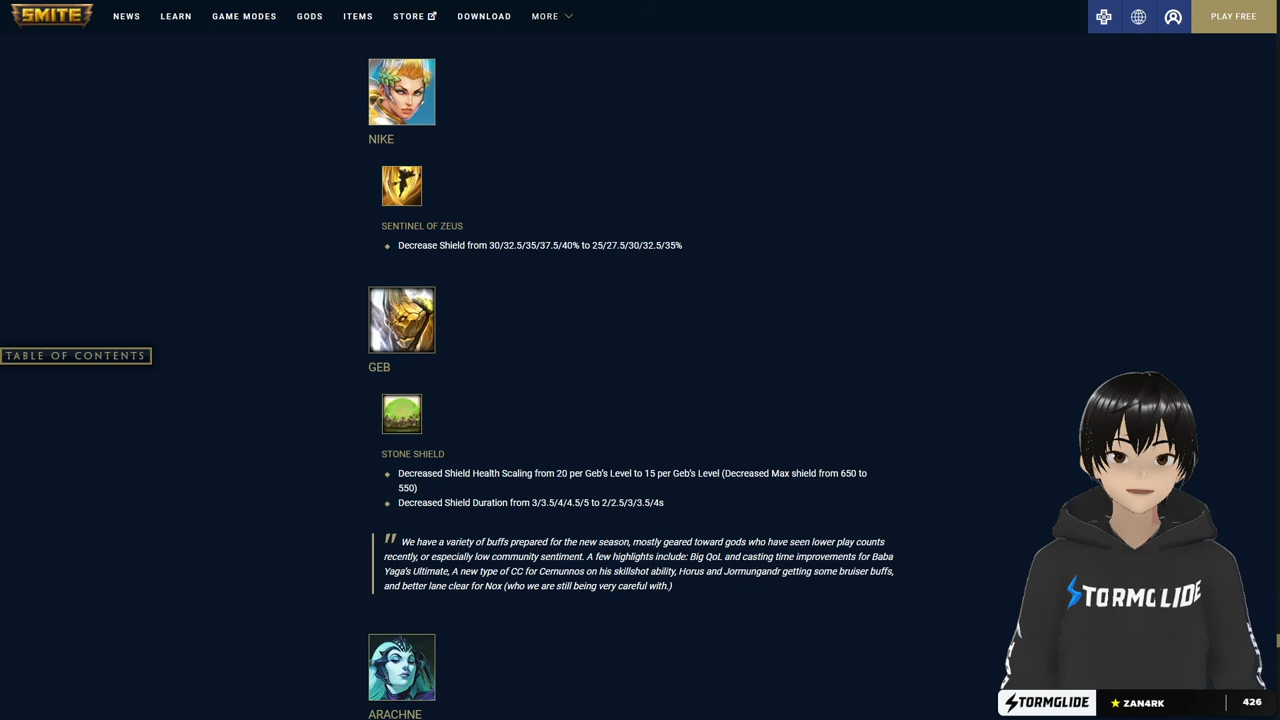 SMITE NEWS LEARN GAME MODES GODS ITEMS STORE DOWNLOAD MORE PLAY FREE
NIKE
SENTINEL OF ZEUS
Decrease Shield from 30/32.5/35/37.5/40% to 25/27.5/30/32.5/35%
TABLE OF CONTENTS
GEB
STONE SHIELD
Decreased Shield Health Scaling from 20 per Geb's Level to 15 per Geb's Level (Decreased Max shield from 650 to
550)
Decreased Shield Duration from 3/3.5/4/4.5/5 to 2/2.5/3/3.5/4s
" We have a variety of buffs prepared for the new season, mostly geared toward gods who have seen lower play counts
recently, or especially low community sentiment. A few highlights include: Big QoL and casting time improvements for Baba
Yaga's Ultimate, A new type of CC for Cernunnos on his skillshot ability, Horus and Jormungandr getting some bruiser buffs,
and better lane clear for Nox (who we are still being very careful with.)
STORMGLIDE
ARACHNE
STORMGLIDE ZAN4RK 426